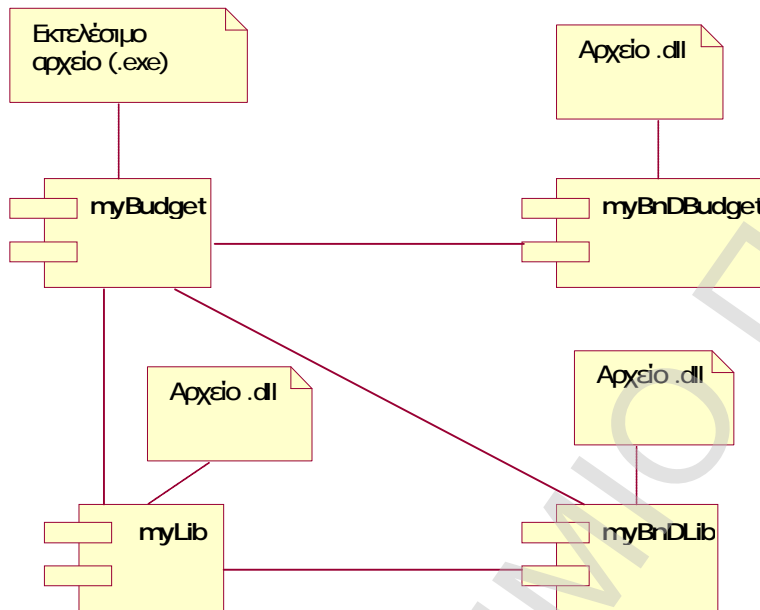 Εκτελέσιμο
αρχείο (.exe)
Αρχείο .dll
myBudget
myBnDBudget
Αρχείο .dll
Αρχείο .dll
myLib
myBnDLib